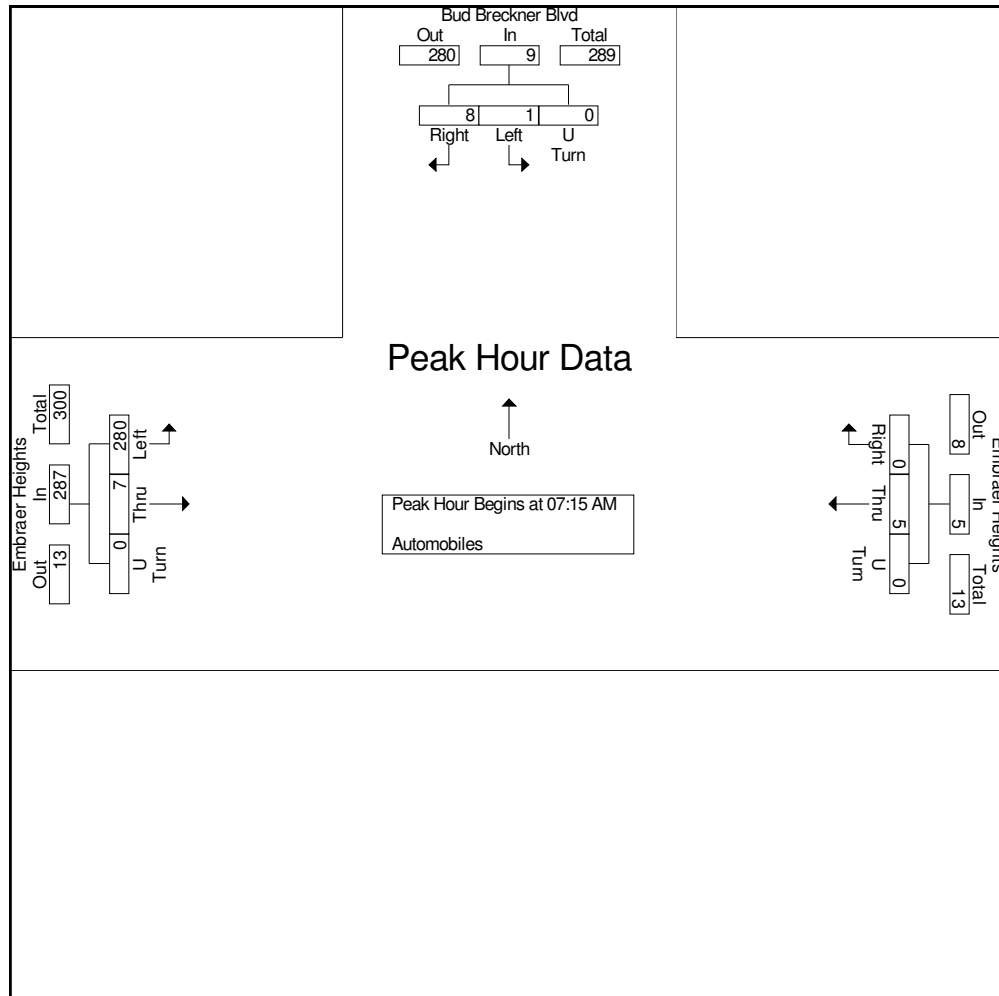 Bud Breckner Blvd
Out In Total
280 9 289
8 1 0
Right Left U
Turn
Peak Hour Data
North
Peak Hour Begins at 07:15 AM
Automobiles
Embraer Heights
Out In Total
13 287 300
0 7 280
U Thru Left
Turn
Embraer Heights
Out In Total
8 5 13
0 5 0
Right Thru U
Turn